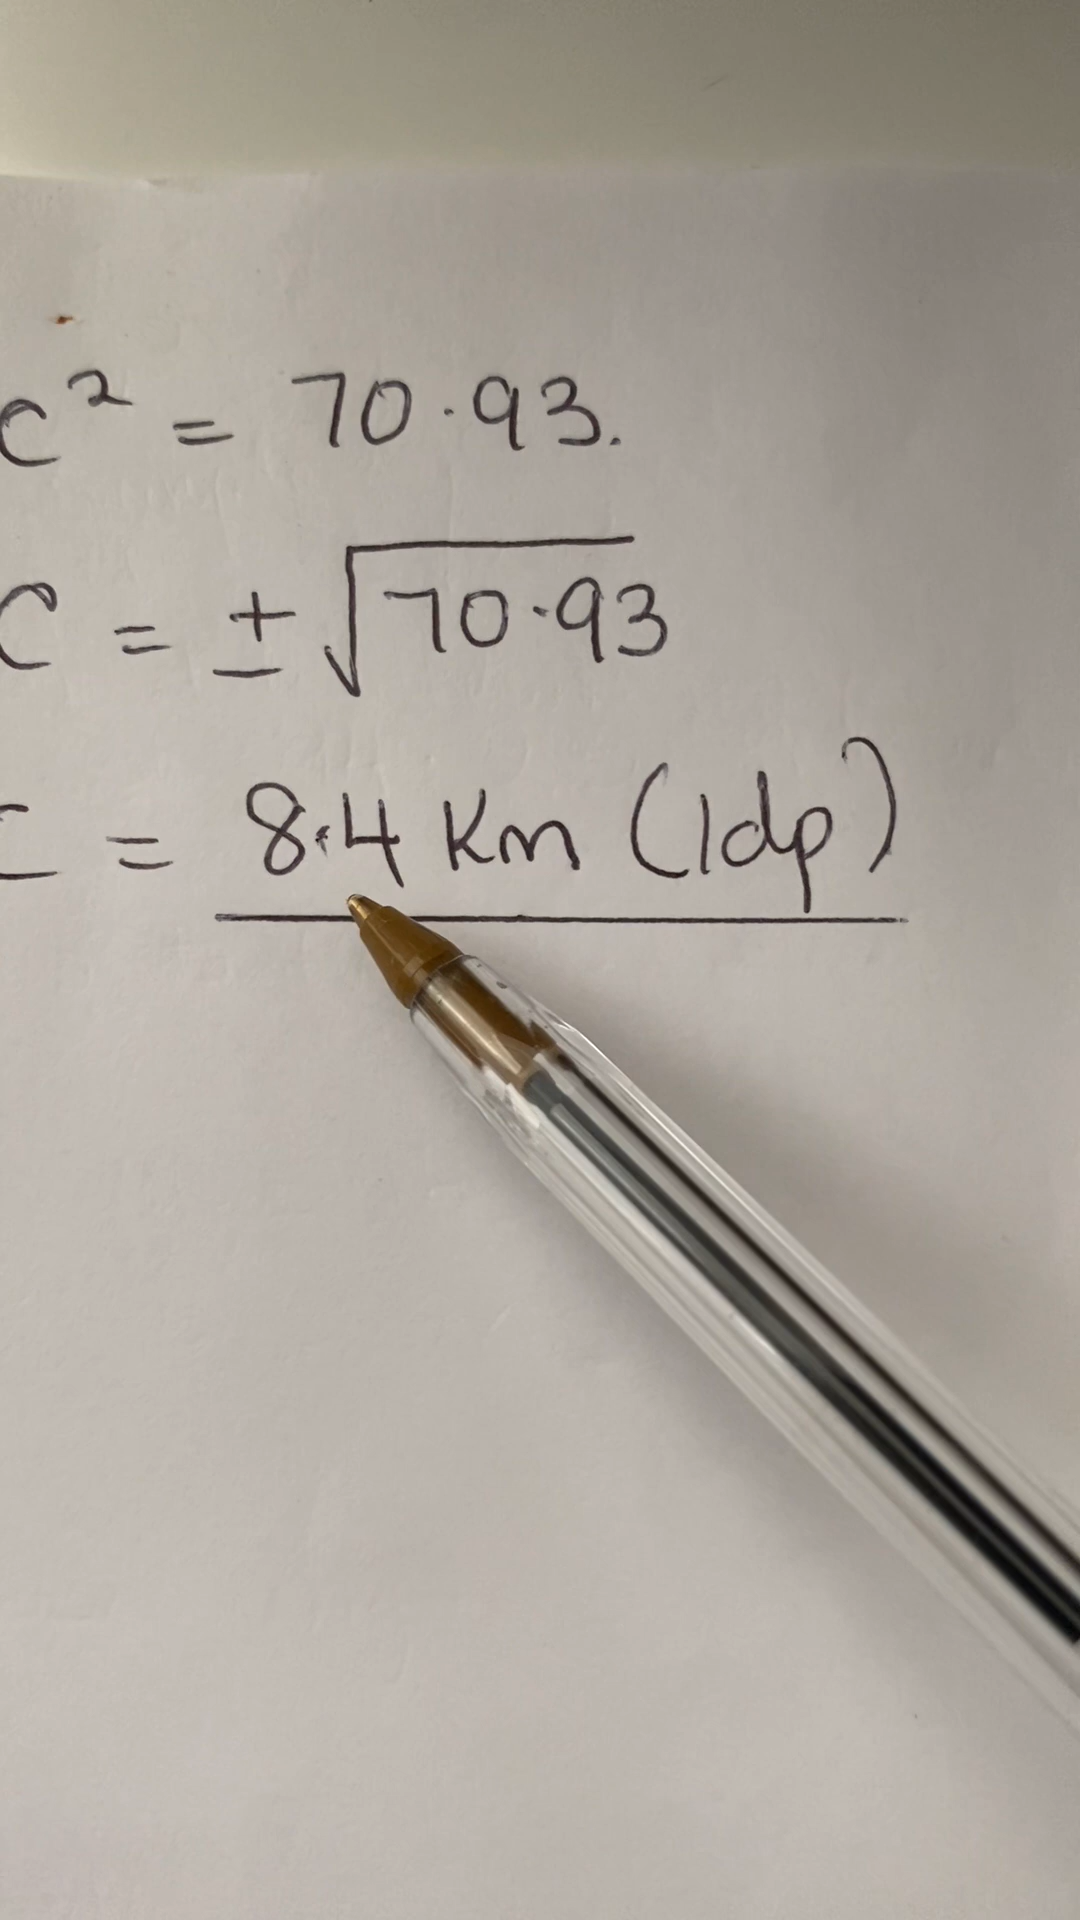 C² = 70.93.
C = ±√70.93
C = 8.4 Km (1dp)